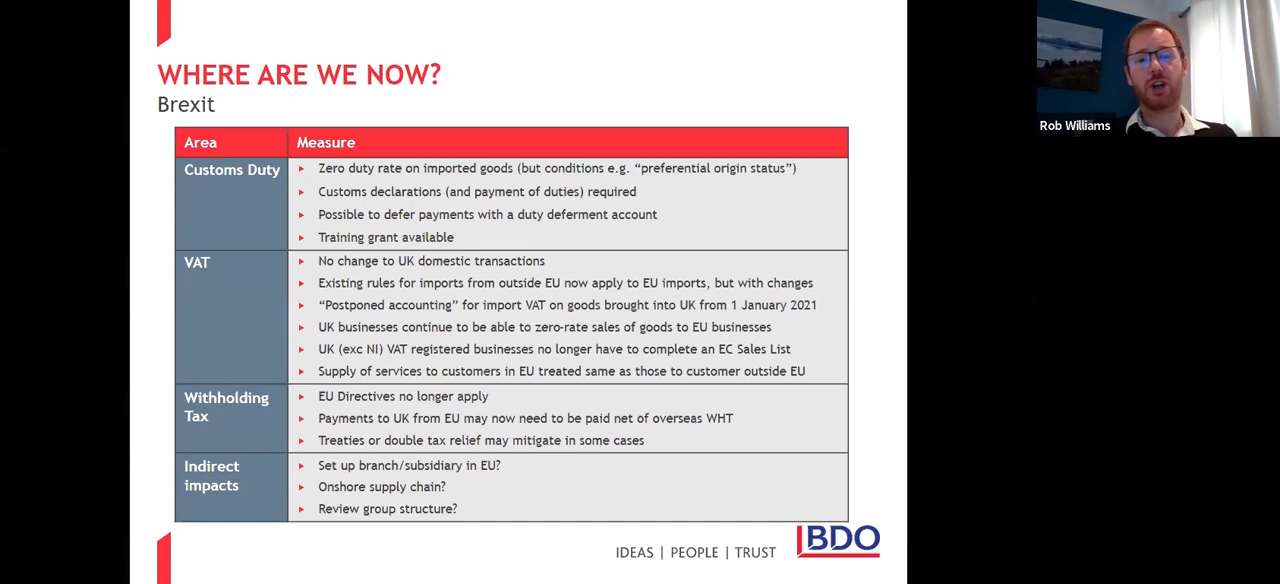 WHERE ARE WE NOW?
Brexit
Area Measure
Customs Duty
Zero duty rate on imported goods (but conditions e.g. “preferential origin status”)
Customs declarations (and payment of duties) required
Possible to defer payments with a duty deferment account
Training grant available
VAT
No change to UK domestic transactions
Existing rules for imports from outside EU now apply to EU imports, but with changes
“Postponed accounting” for import VAT on goods brought into UK from 1 January 2021
UK businesses continue to be able to zero-rate sales of goods to EU businesses
UK (exc NI) VAT registered businesses no longer have to complete an EC Sales List
Supply of services to customers in EU treated same as those to customer outside EU
Withholding
Tax
EU Directives no longer apply
Payments to UK from EU may now need to be paid net of overseas WHT
Treaties or double tax relief may mitigate in some cases
Indirect
impacts
Set up branch/subsidiary in EU?
Onshore supply chain?
Review group structure?
IDEAS | PEOPLE | TRUST
BDO
Rob Williams